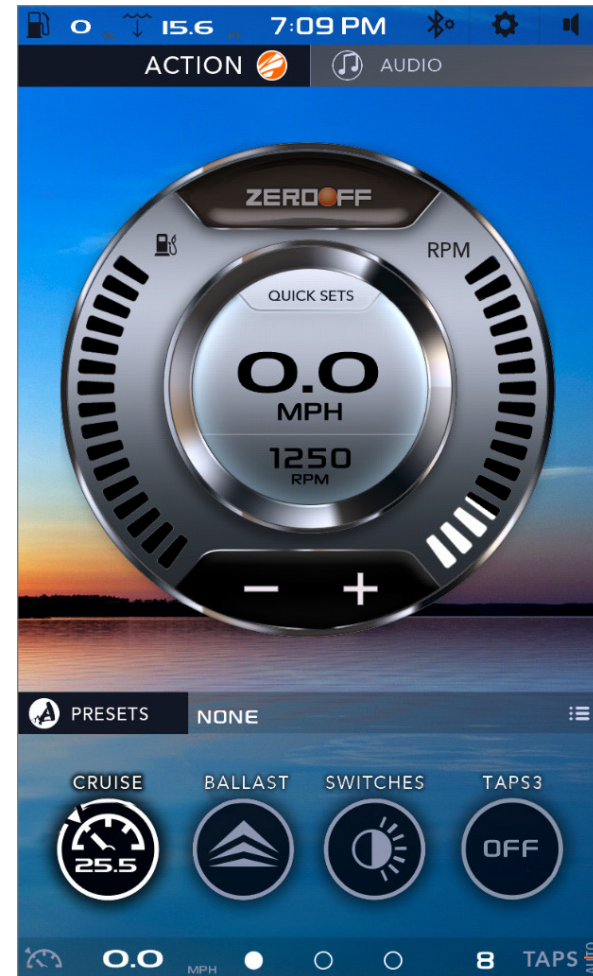 0 15.6 7:09 PM
ACTION AUDIO
ZEROOFF
RPM
QUICK SETS
0.0
MPH
1250
RPM
− +
PRESETS NONE
CRUISE BALLAST SWITCHES TAPS3
25.5 OFF
0.0 MPH 8 TAPS AUTO